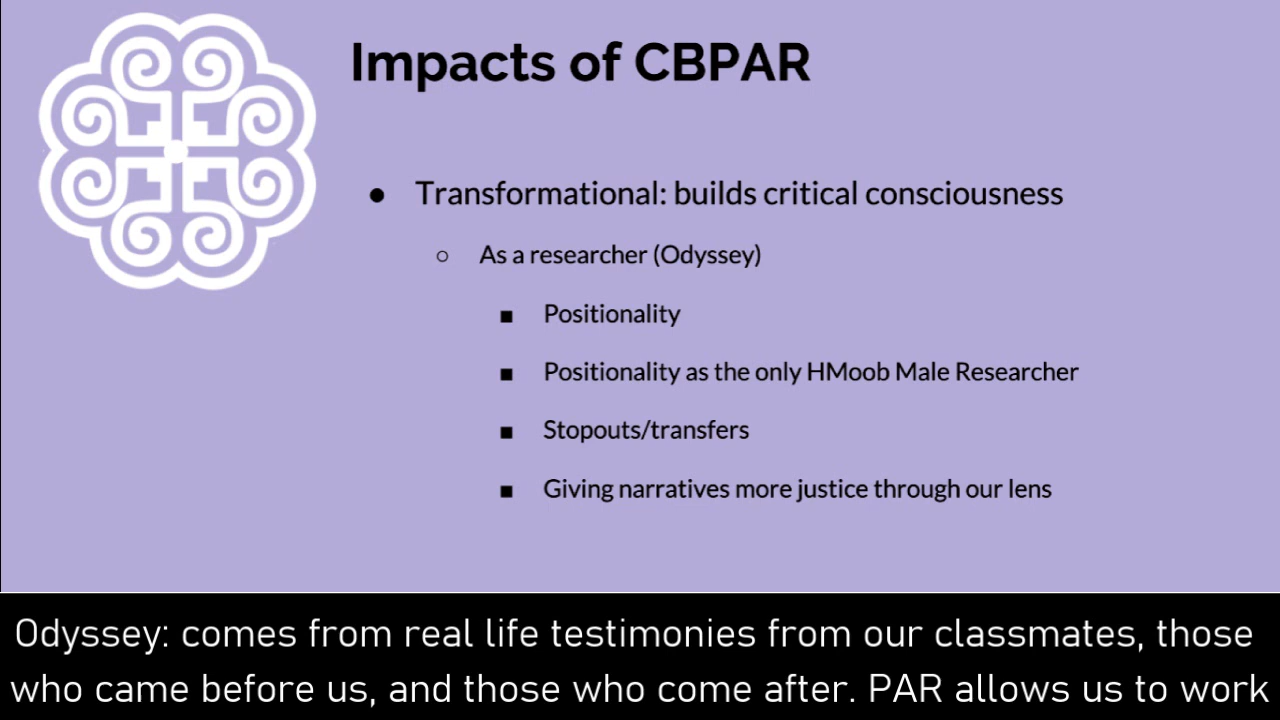 Impacts of CBPAR
● Transformational: builds critical consciousness
○ As a researcher (Odyssey)
■ Positionality
■ Positionality as the only HMoob Male Researcher
■ Stopouts/transfers
■ Giving narratives more justice through our lens
Odyssey: comes from real life testimonies from our classmates, those
who came before us, and those who come after. PAR allows us to work